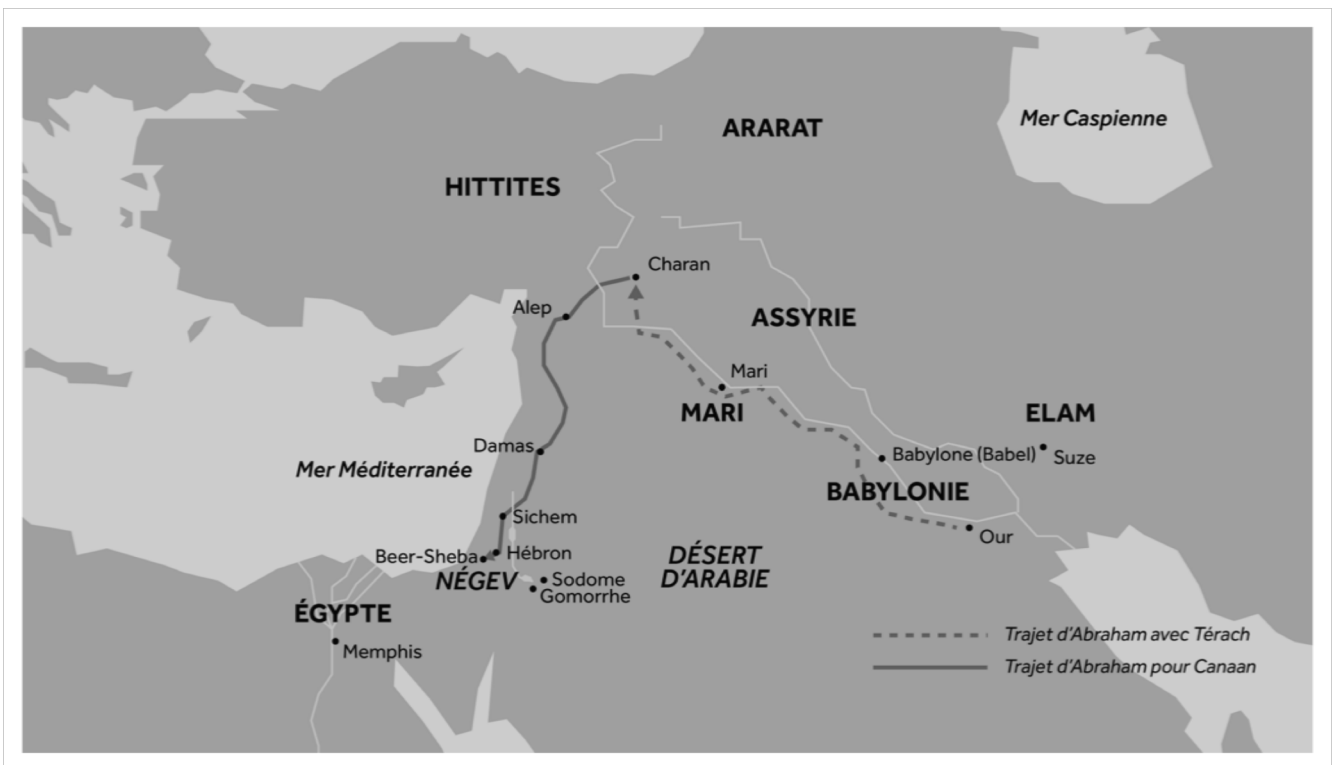 Mer Caspienne
ARARAT
HITTITES
Charan
Alep
ASSYRIE
Mari
MARI
ELAM
Damas
Babylone (Babel)
Suze
Mer Méditerranée
BABYLONIE
Sichem
Our
Beer-Sheba
Hébron
DÉSERT
D'ARABIE
NÉGEV
Sodome
Gomorrhe
ÉGYPTE
Memphis
Trajet d'Abraham avec Térach
Trajet d'Abraham pour Canaan